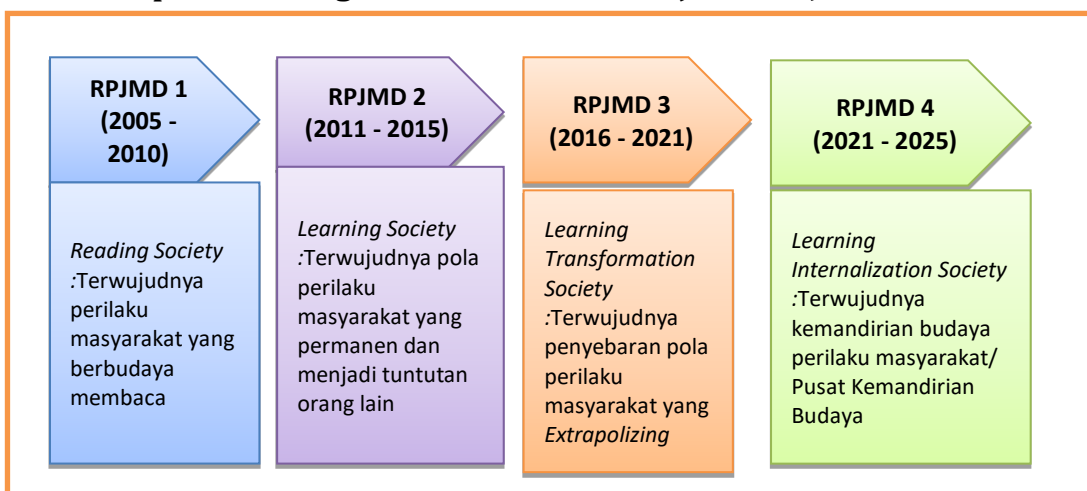 RPJMD 1
(2005 -
2010)
Reading Society
:Terwujudnya
perilaku
masyarakat yang
berbudaya
membaca
RPJMD 2
(2011 - 2015)
Learning Society
:Terwujudnya pola
perilaku
masyarakat yang
permanen dan
menjadi tuntutan
orang lain
RPJMD 3
(2016 - 2021)
Learning
Transformation
Society
:Terwujudnya
penyebaran pola
perilaku
masyarakat yang
Extrapolizing
RPJMD 4
(2021 - 2025)
Learning
Internalization Society
:Terwujudnya
kemandirian budaya
perilaku masyarakat/
Pusat Kemandirian
Budaya